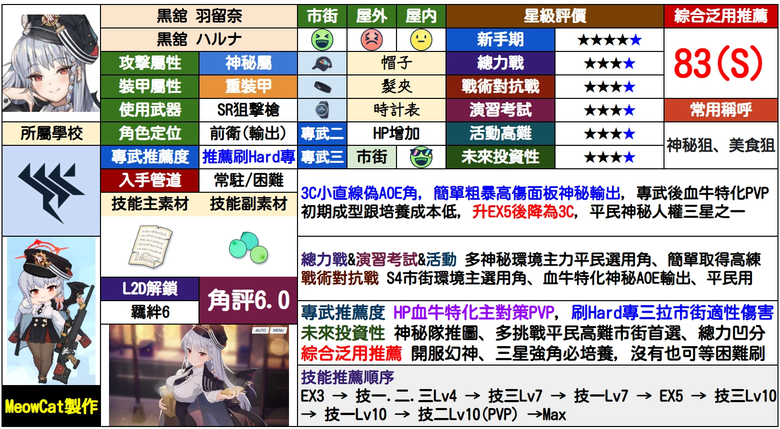 黒舘 羽留奈
市街 屋外 屋內
星級評價
綜合泛用推薦
黒舘 ハルナ
新手期 ★★★★★
83(S)
攻擊屬性 神秘屬
帽子
總力戰 ★★★★
裝甲屬性 重裝甲
髮夾
戰術對抗戰 ★★★★
使用武器 SR狙擊槍
時計表
演習考試 ★★★★
常用稱呼
所屬學校
角色定位 前衛(輸出)
專武二 HP增加
活動高難 ★★★★
神秘狙、美食狙
專武推薦度 推薦刷Hard專
專武三 市街
未來投資性 ★★★★
入手管道 常駐/困難
技能主素材 技能副素材
3C小直線偽AOE角, 簡單粗暴高傷面板神秘輸出, 專武後血牛特化PVP
初期成型跟培養成本低, 升EX5後降為3C, 平民神秘人權三星之一
總力戰&演習考試&活動 多神秘環境主力平民選用角、簡單取得高練
戰術對抗戰 S4市街環境主選用角、血牛特化神秘AOE輸出、平民用
L2D解鎖
角評6.0
羈絆6
專武推薦度 HP血牛特化主對策PVP, 刷Hard專三拉市街適性傷害
未來投資性 神秘隊推圖、多挑戰平民高難市街首選、總力凹分
綜合泛用推薦 開服幻神、三星強角必培養, 沒有也可等困難刷
AUTO MENU
技能推薦順序
EX3 → 技一.二.三Lv4 → 技三Lv7 → 技一Lv7 → EX5 → 技三Lv10
→ 技一Lv10 → 技二Lv10(PVP) →Max
MeowCat製作